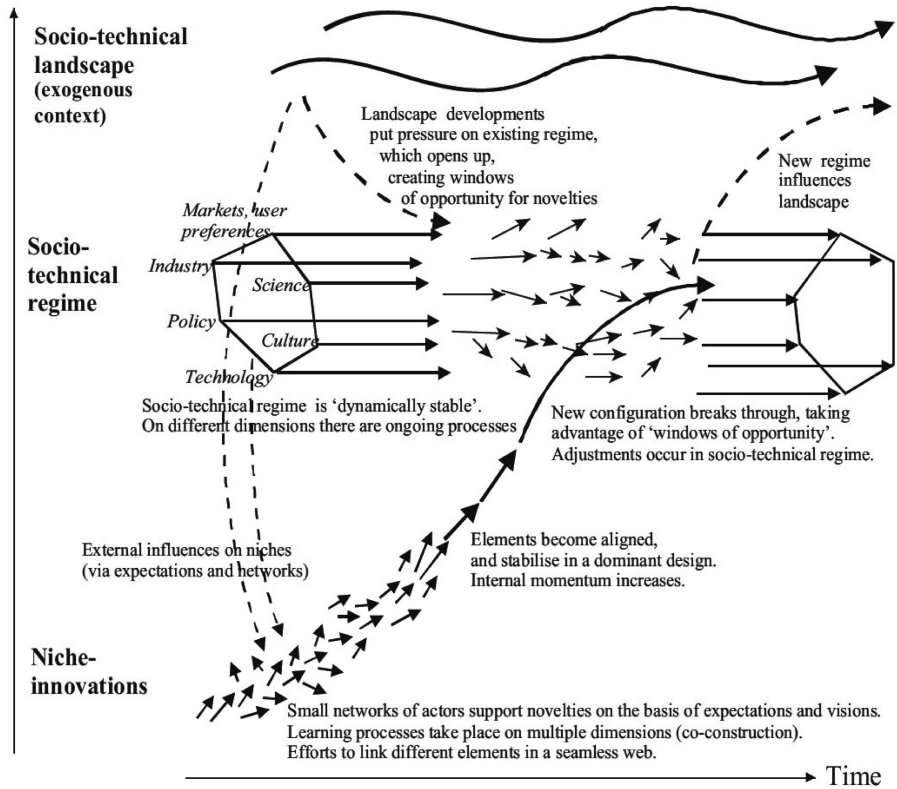 Socio-technical
landscape
(exogenous
context)
Landscape developments
put pressure on existing regime,
which opens up,
creating windows
of opportunity for novelties
New regime
influences
landscape
Socio-
technical
regime
Markets, user
preferences
Industry
Science
Policy
Culture
Technology
Socio-technical regime is ‘dynamically stable’.
On different dimensions there are ongoing processes
New configuration breaks through, taking
advantage of ‘windows of opportunity’.
Adjustments occur in socio-technical regime.
External influences on niches
(via expectations and networks)
Elements become aligned,
and stabilise in a dominant design.
Internal momentum increases.
Niche-
innovations
Small networks of actors support novelties on the basis of expectations and visions.
Learning processes take place on multiple dimensions (co-construction).
Efforts to link different elements in a seamless web.
Time